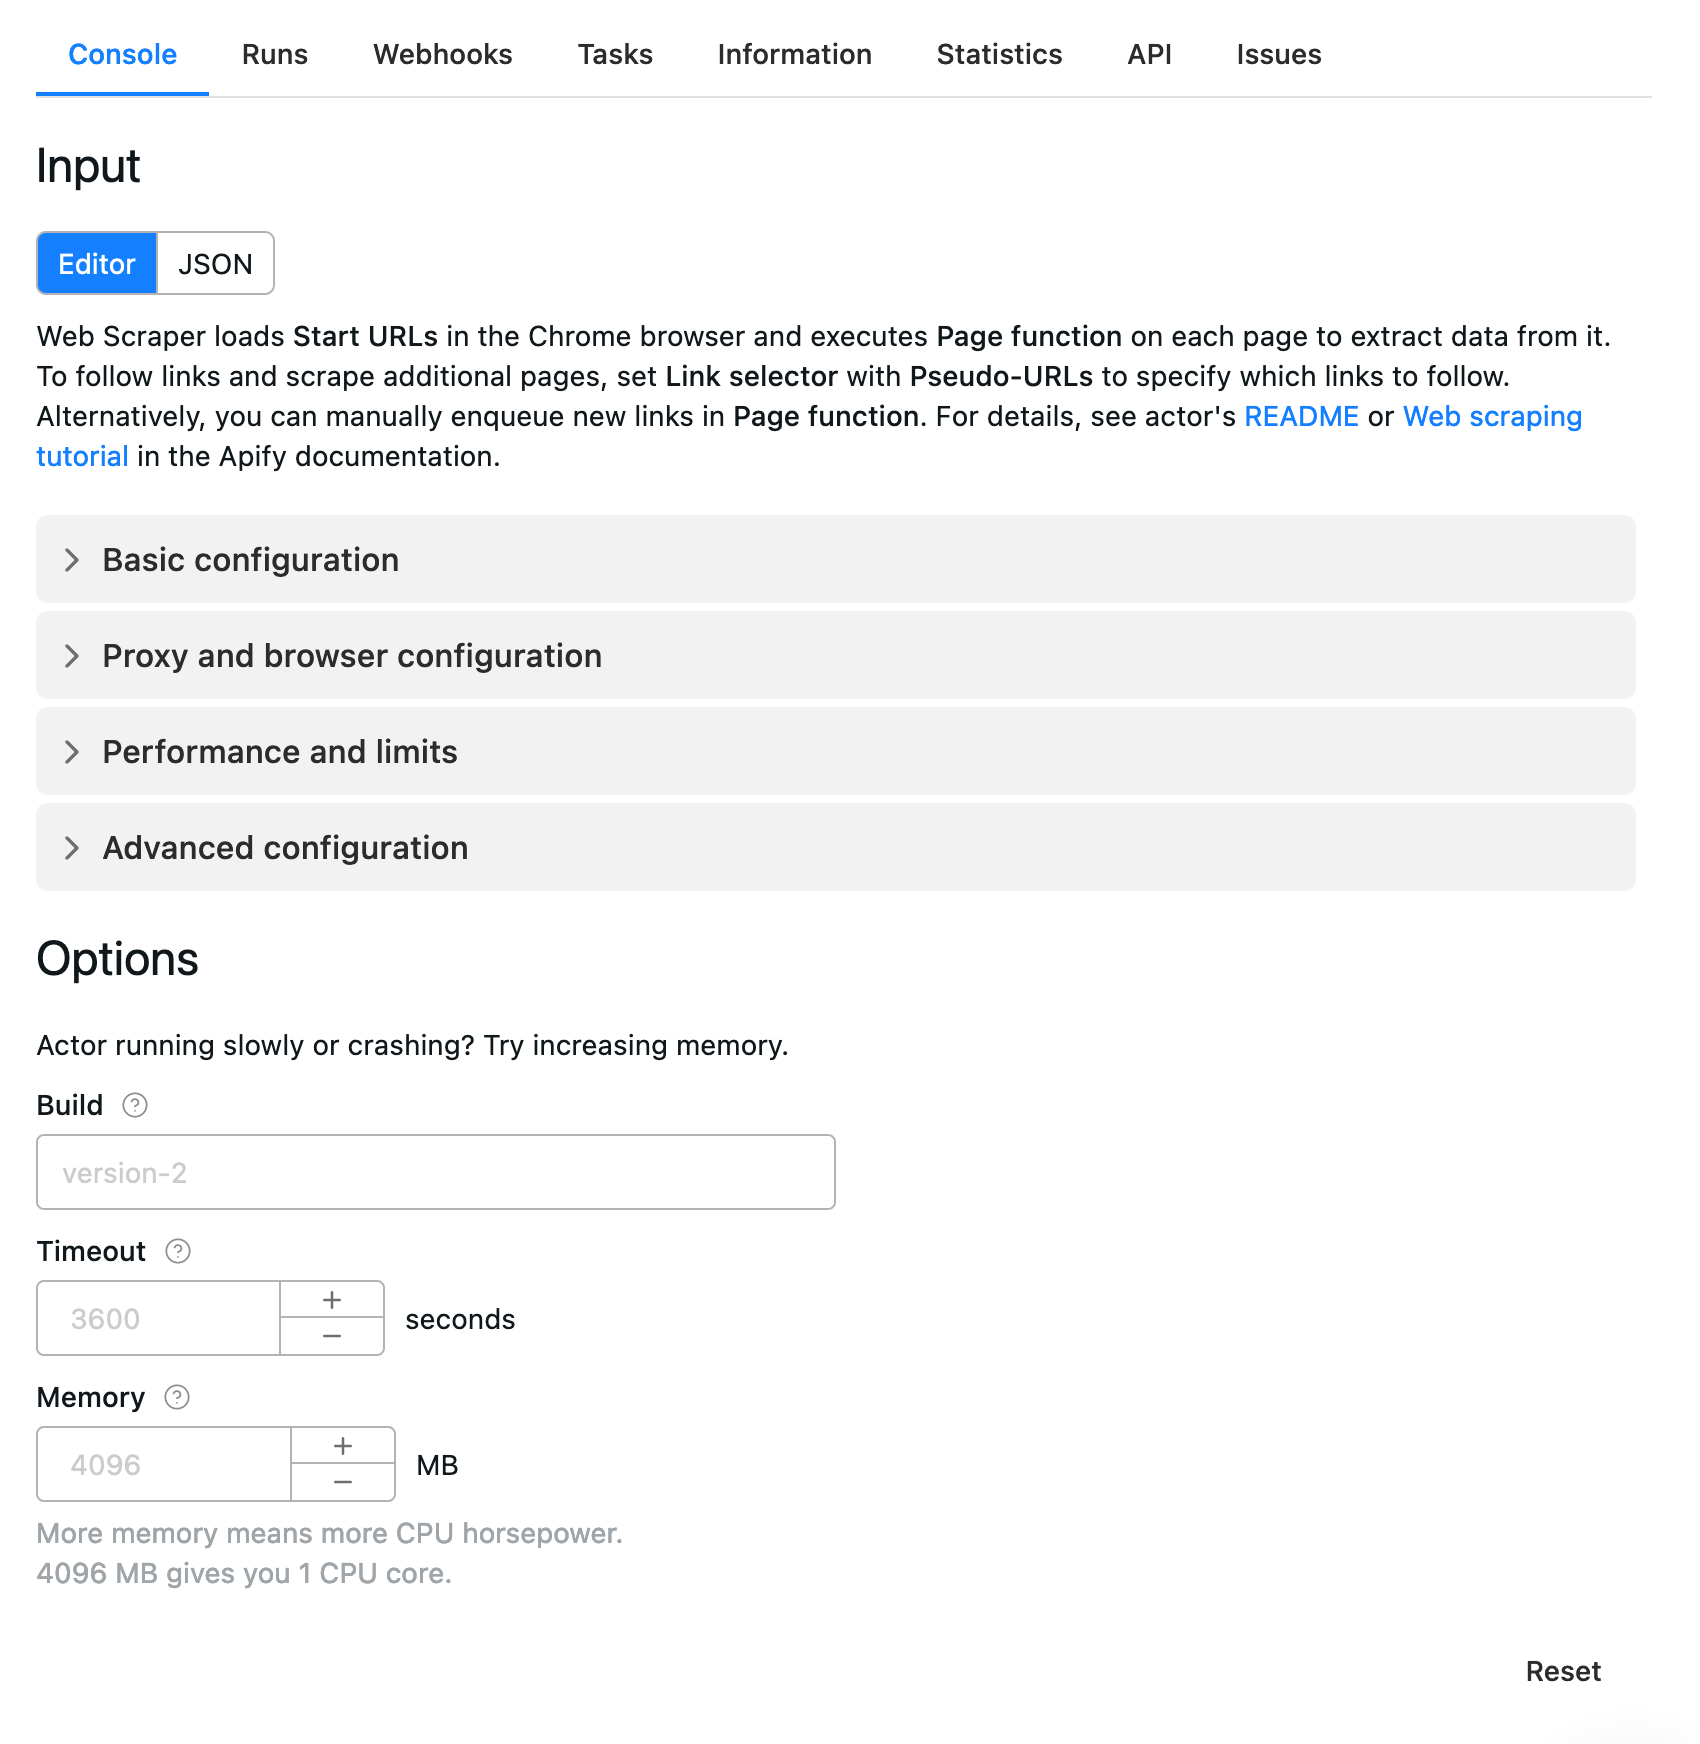 Console Runs Webhooks Tasks Information Statistics API Issues
Input
Editor JSON
Web Scraper loads Start URLs in the Chrome browser and executes Page function on each page to extract data from it.
To follow links and scrape additional pages, set Link selector with Pseudo-URLs to specify which links to follow.
Alternatively, you can manually enqueue new links in Page function. For details, see actor's README or Web scraping
tutorial in the Apify documentation.
Basic configuration
Proxy and browser configuration
Performance and limits
Advanced configuration
Options
Actor running slowly or crashing? Try increasing memory.
Build ?
version-2
Timeout ?
3600 + − seconds
Memory ?
4096 + − MB
More memory means more CPU horsepower.
4096 MB gives you 1 CPU core.
Reset